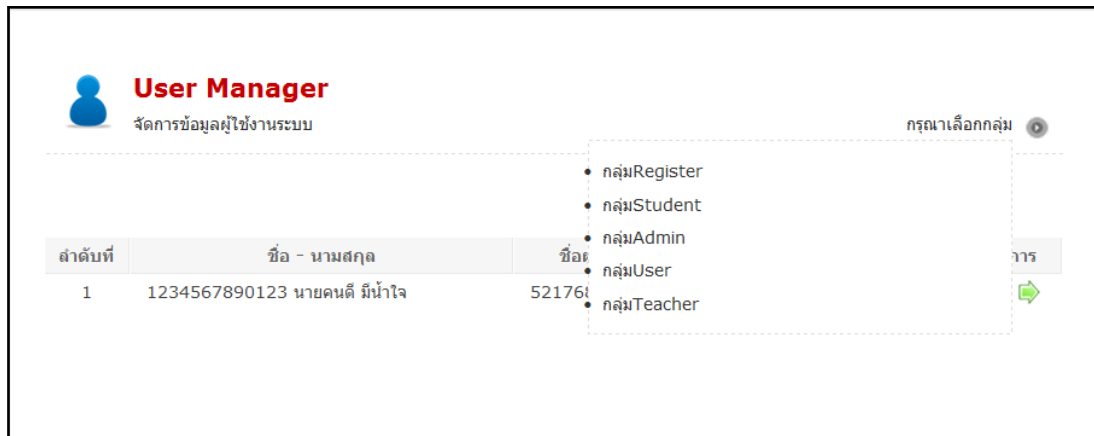 User Manager
จัดการข้อมูลผู้ใช้งานระบบ
กรุณาเลือกกลุ่ม
กลุ่มRegister
กลุ่มStudent
กลุ่มAdmin
กลุ่มUser
กลุ่มTeacher
ลำดับที่ ชื่อ - นามสกุล
1 1234567890123 นายคนดี มีน้ำใจ